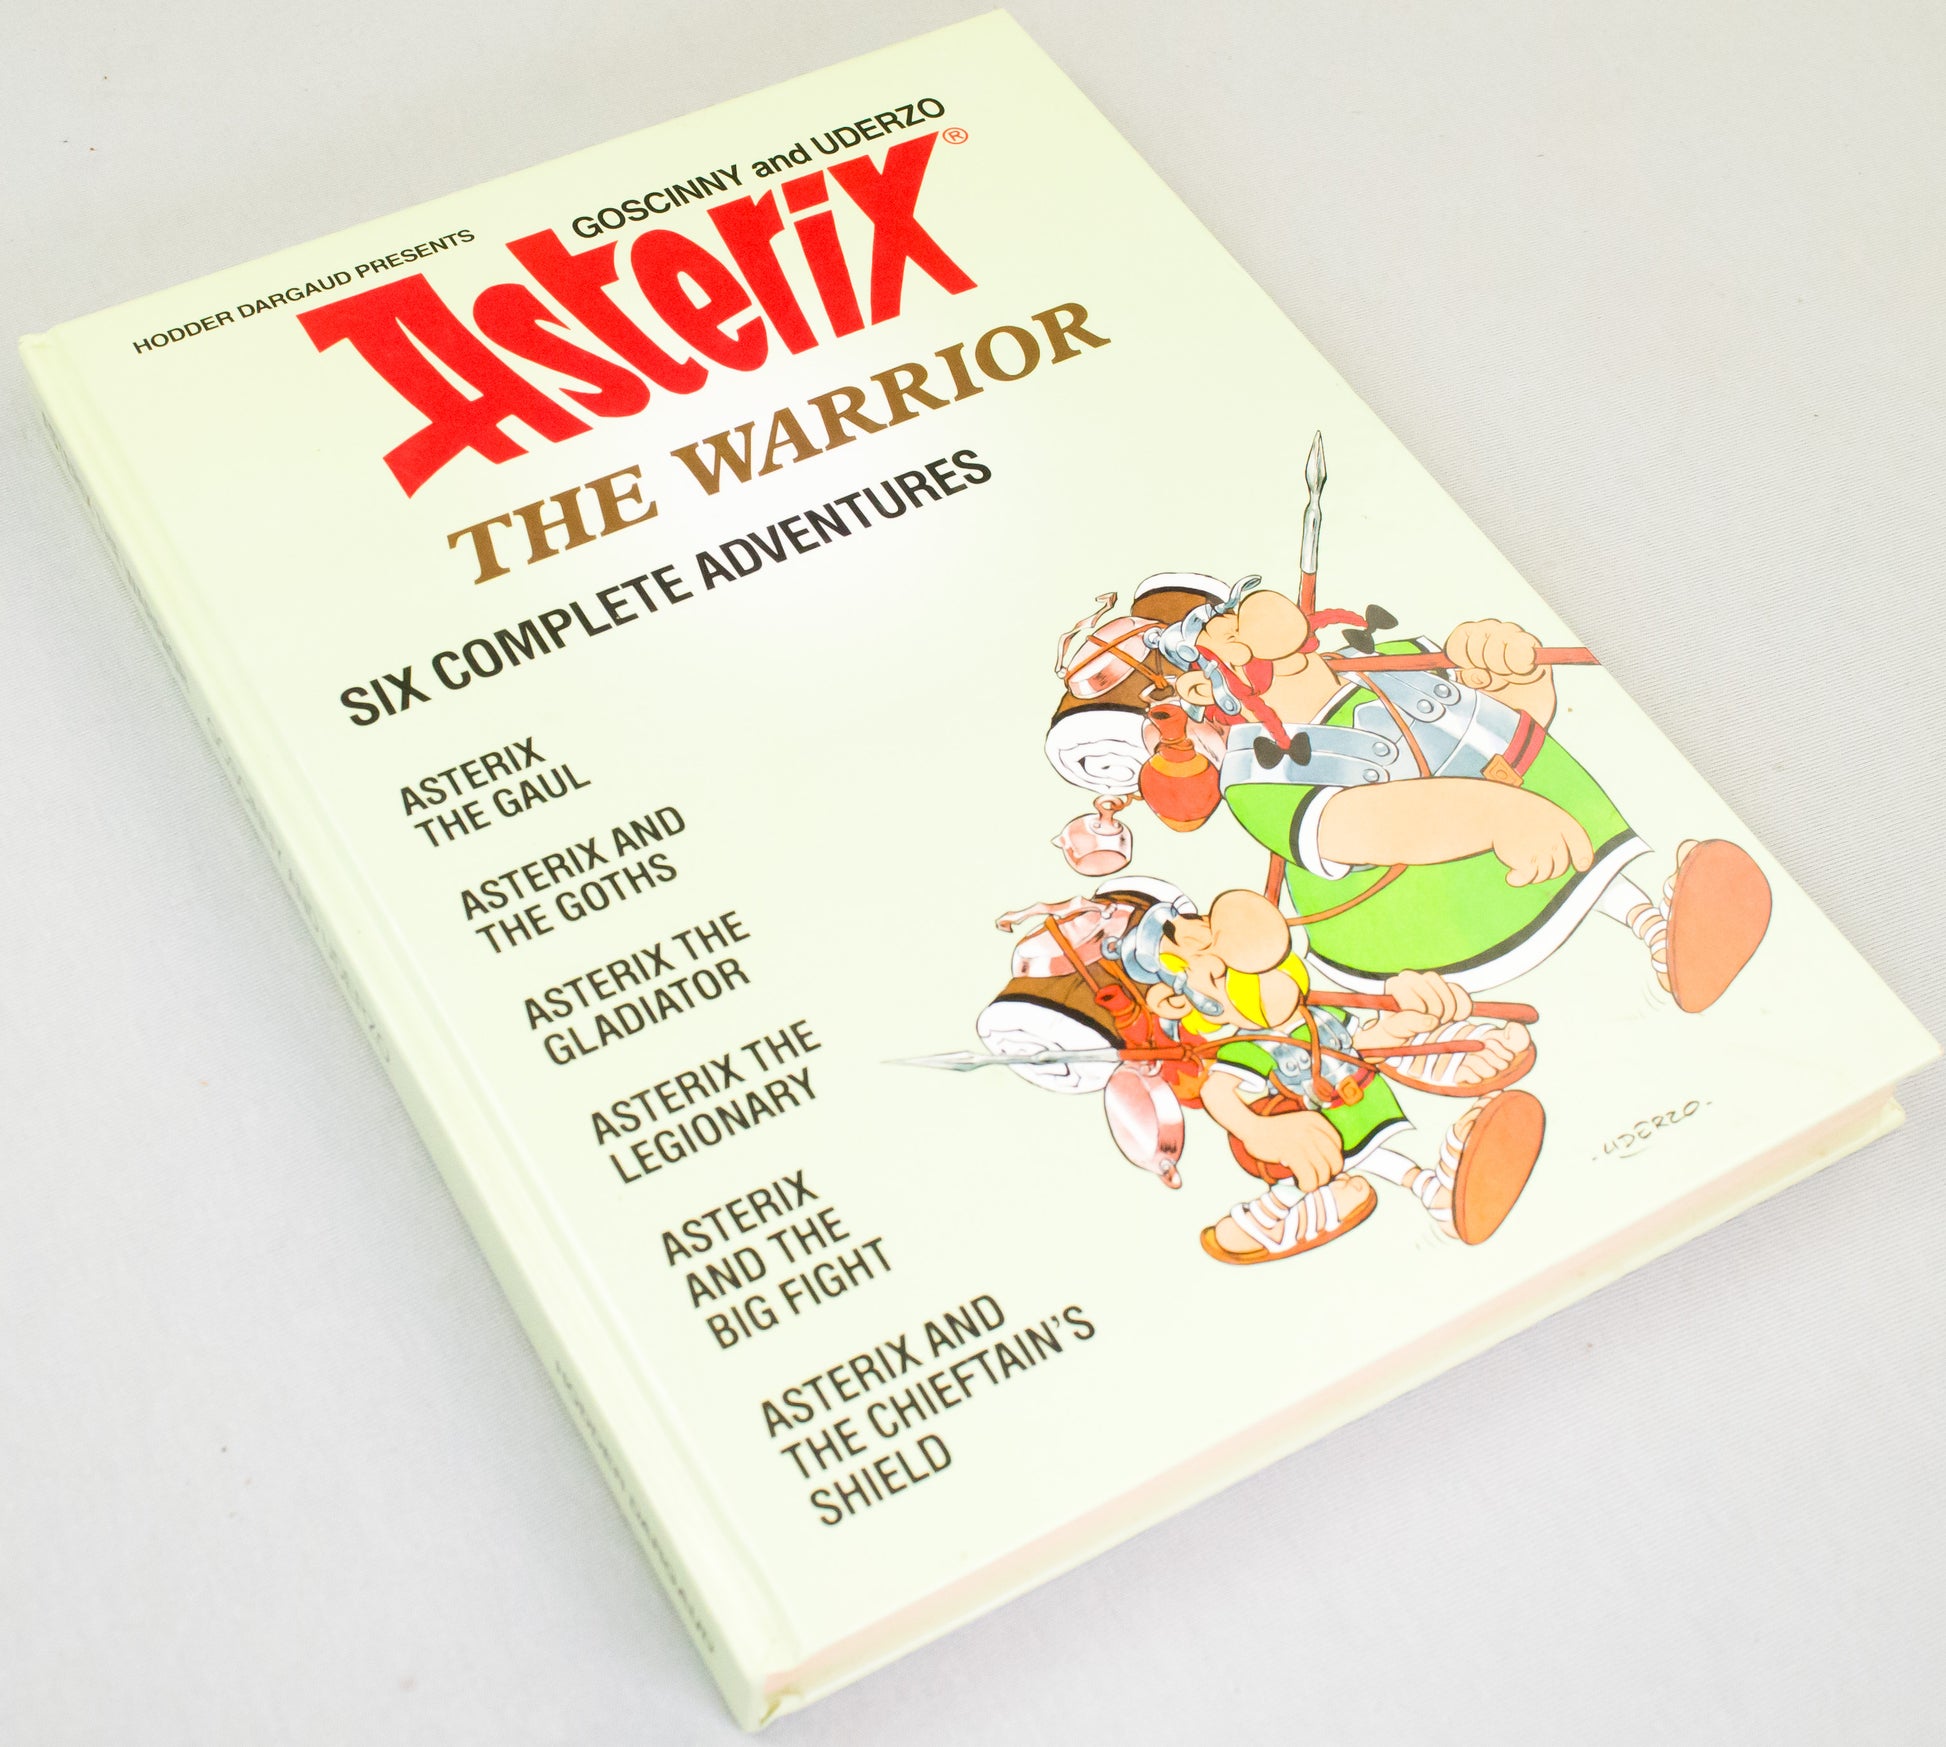 HODDER DARGAUD PRESENTS
GOSCINNY and UDERZO
Asterix®
THE WARRIOR
SIX COMPLETE ADVENTURES
ASTERIX
THE GAUL
ASTERIX AND
THE GOTHS
ASTERIX THE
GLADIATOR
ASTERIX THE
LEGIONARY
ASTERIX
AND THE
BIG FIGHT
ASTERIX AND
THE CHIEFTAIN'S
SHIELD
-UDERZO-